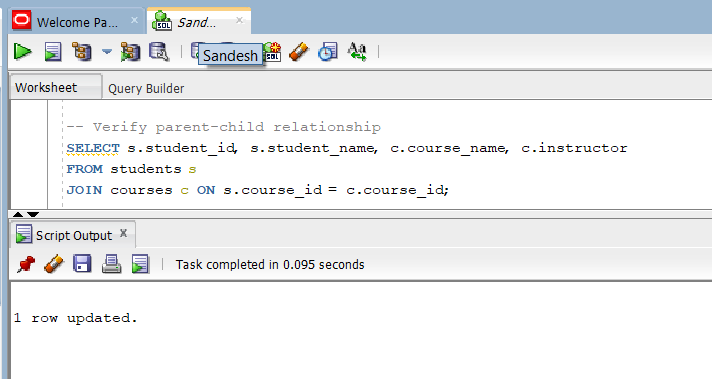 Welcome Pa...
Sand...
Sandesh
Worksheet
Query Builder
-- Verify parent-child relationship
SELECT s.student_id, s.student_name, c.course_name, c.instructor
FROM students s
JOIN courses c ON s.course_id = c.course_id;
Script Output
Task completed in 0.095 seconds
1 row updated.